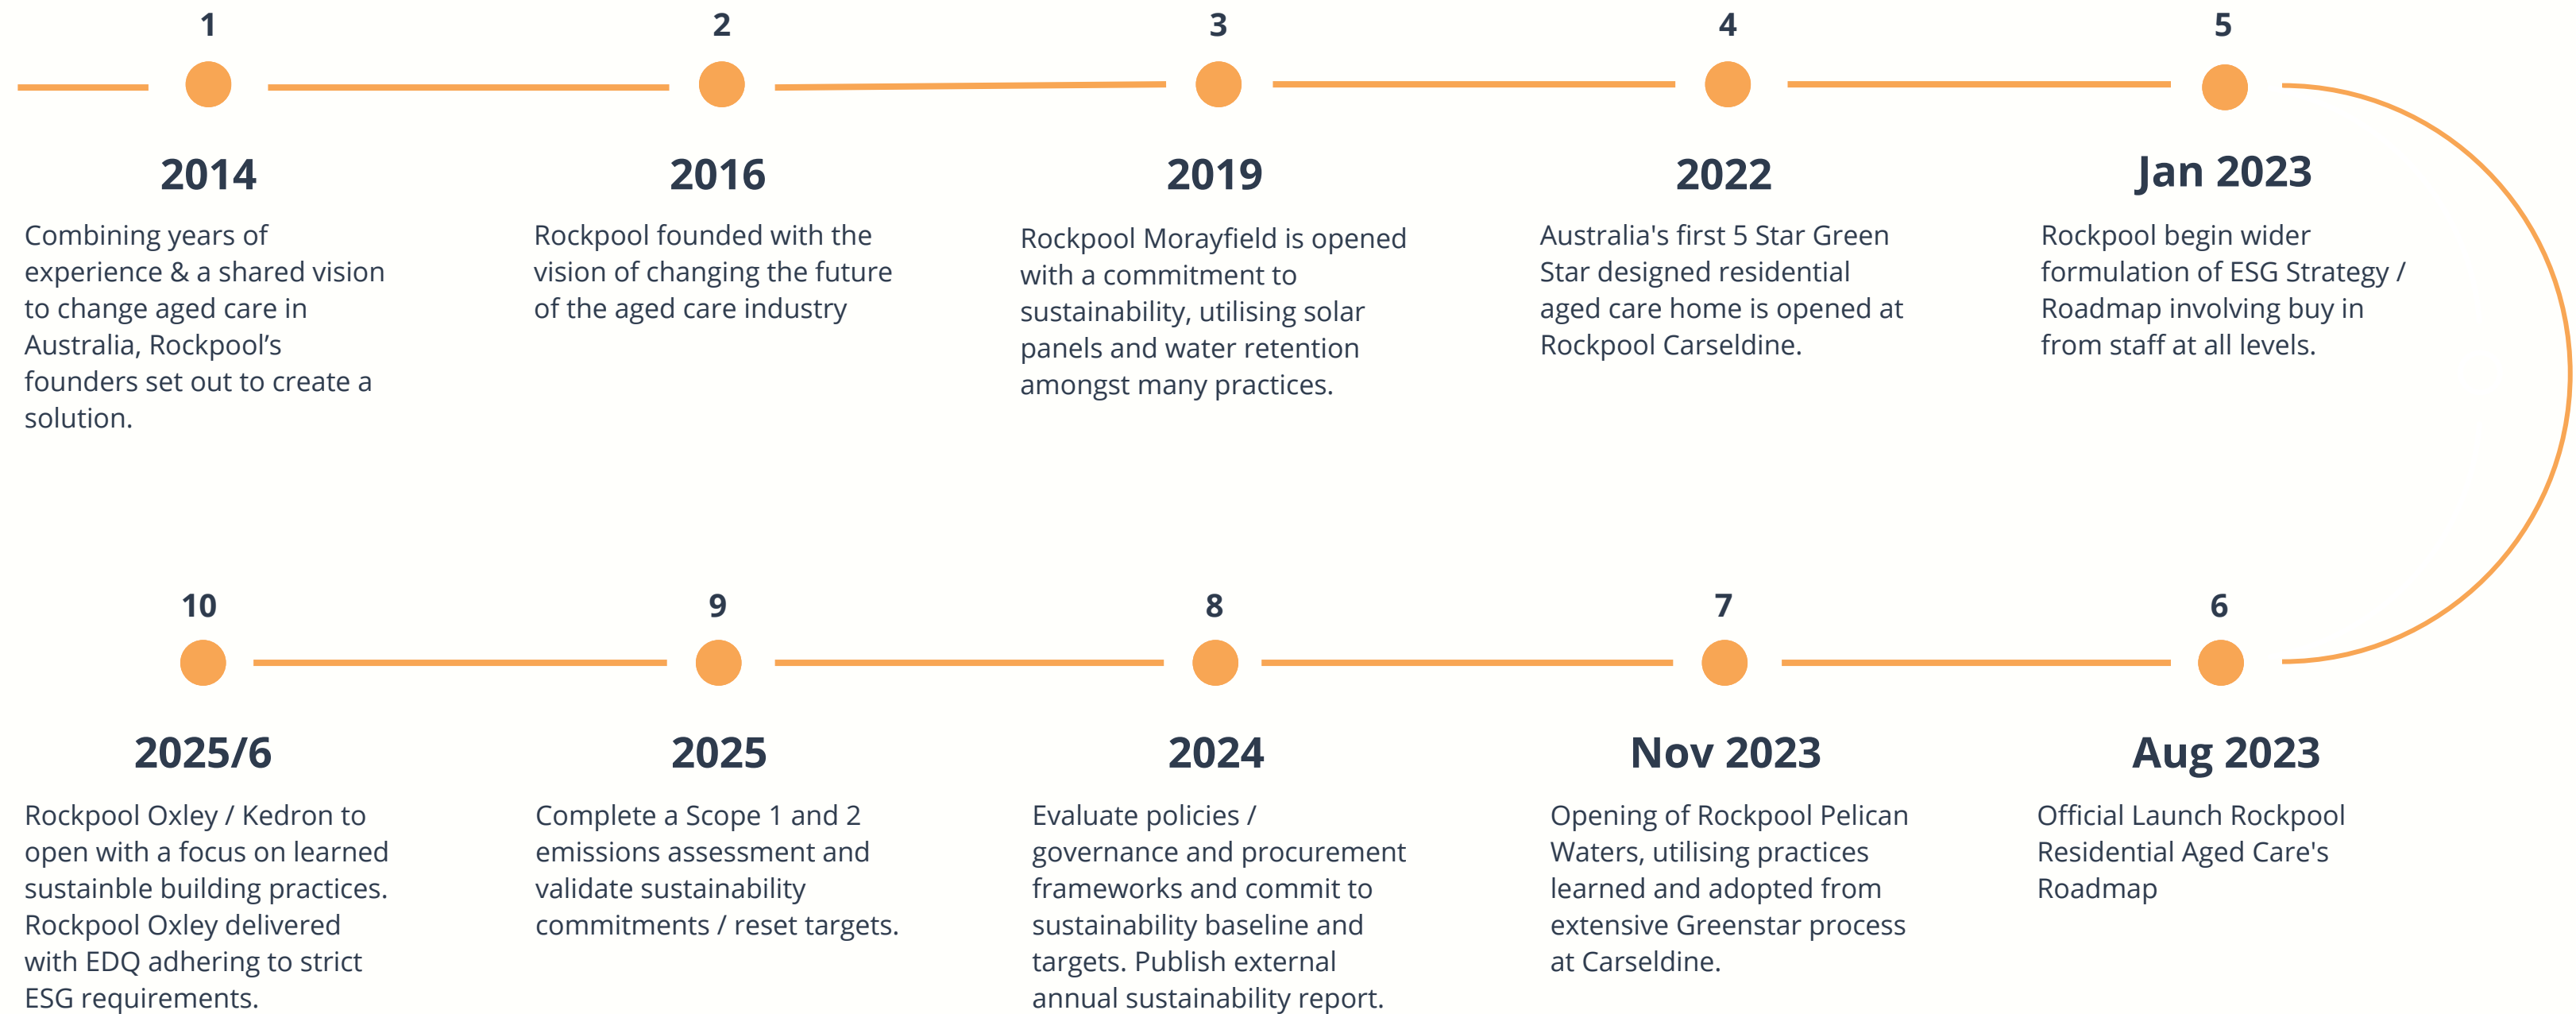 1
2014
Combining years of
experience & a shared vision
to change aged care in
Australia, Rockpool’s
founders set out to create a
solution.
2
2016
Rockpool founded with the
vision of changing the future
of the aged care industry
3
2019
Rockpool Morayfield is opened
with a commitment to
sustainability, utilising solar
panels and water retention
amongst many practices.
4
2022
Australia's first 5 Star Green
Star designed residential
aged care home is opened at
Rockpool Carseldine.
5
Jan 2023
Rockpool begin wider
formulation of ESG Strategy /
Roadmap involving buy in
from staff at all levels.
6
Aug 2023
Official Launch Rockpool
Residential Aged Care's
Roadmap
7
Nov 2023
Opening of Rockpool Pelican
Waters, utilising practices
learned and adopted from
extensive Greenstar process
at Carseldine.
8
2024
Evaluate policies /
governance and procurement
frameworks and commit to
sustainability baseline and
targets. Publish external
annual sustainability report.
9
2025
Complete a Scope 1 and 2
emissions assessment and
validate sustainability
commitments / reset targets.
10
2025/6
Rockpool Oxley / Kedron to
open with a focus on learned
sustainble building practices.
Rockpool Oxley delivered
with EDQ adhering to strict
ESG requirements.